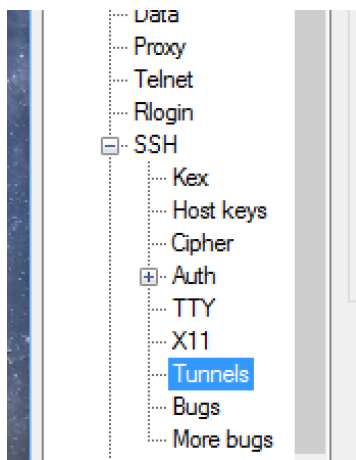 Data
Proxy
Telnet
Rlogin
SSH
Kex
Host keys
Cipher
Auth
TTY
X11
Tunnels
Bugs
More bugs